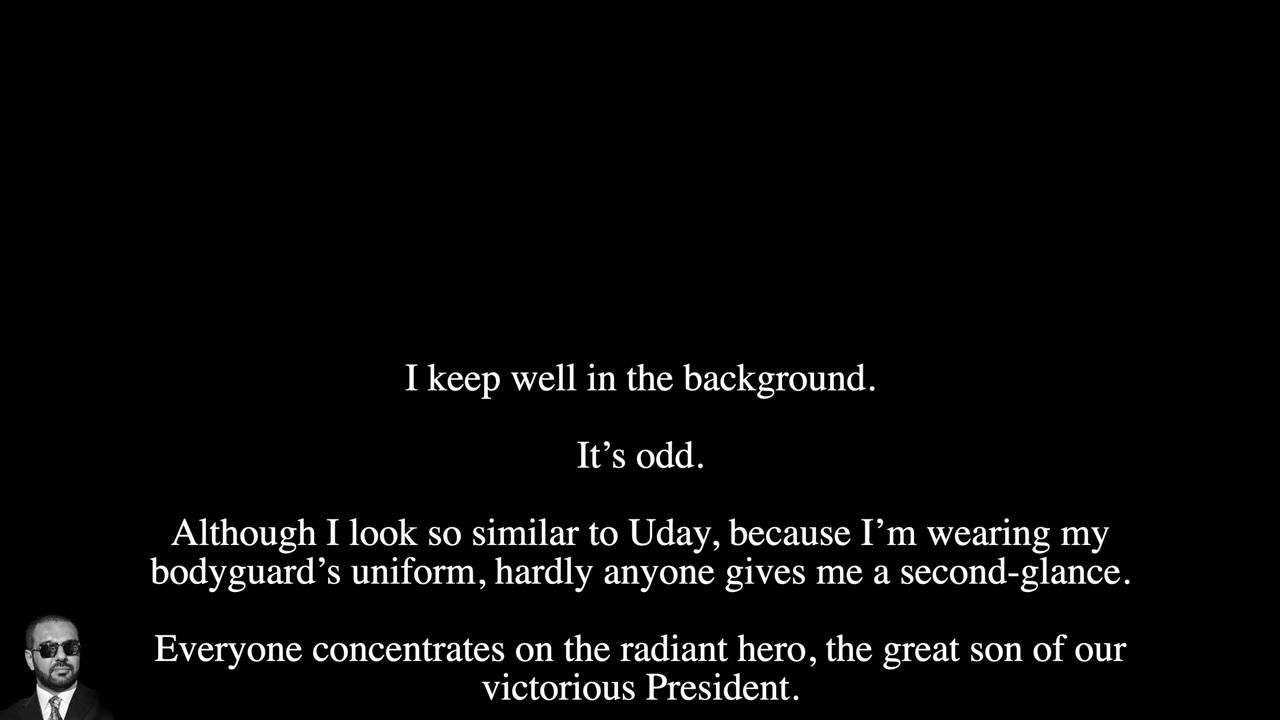 I keep well in the background.
It’s odd.
Although I look so similar to Uday, because I’m wearing my
bodyguard’s uniform, hardly anyone gives me a second-glance.
Everyone concentrates on the radiant hero, the great son of our
victorious President.